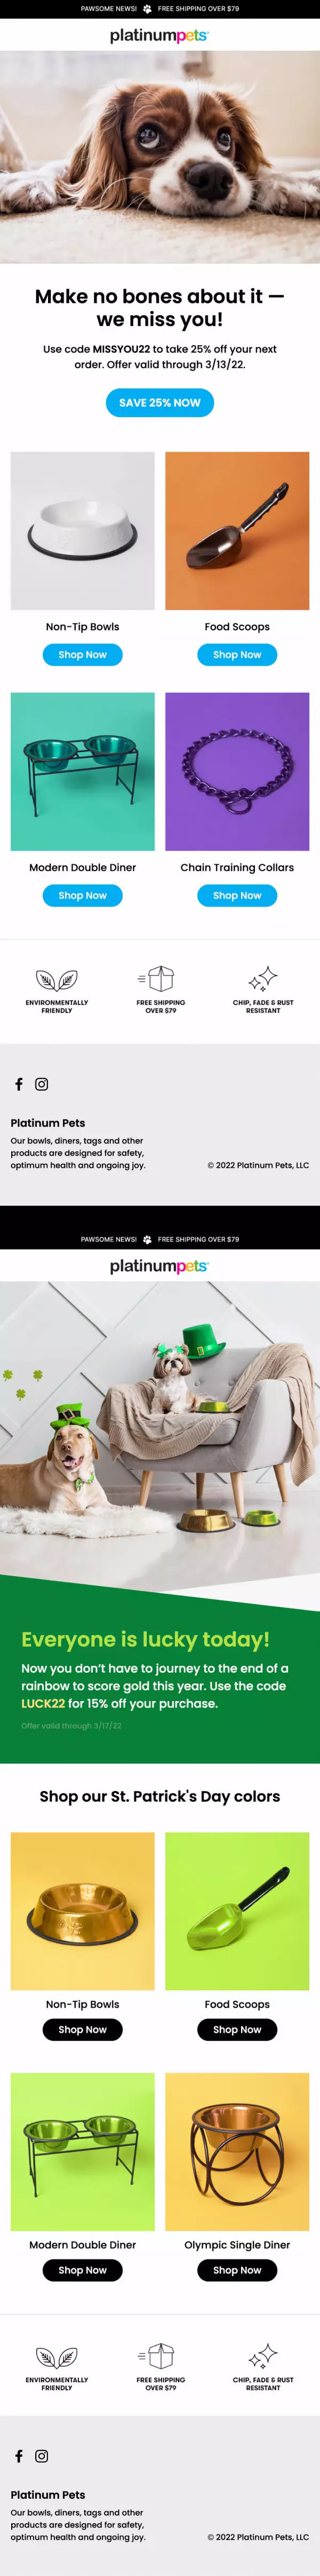 PAWSOME NEWS! FREE SHIPPING OVER $79
platinumpets
Make no bones about it —
we miss you!
Use code MISSYOU22 to take 25% off your next
order. Offer valid through 3/13/22.
SAVE 25% NOW
Non-Tip Bowls
Food Scoops
Shop Now
Shop Now
Modern Double Diner
Chain Training Collars
Shop Now
Shop Now
ENVIRONMENTALLY
FRIENDLY
FREE SHIPPING
OVER $79
CHIP, FADE & RUST
RESISTANT
Platinum Pets
Our bowls, diners, tags and other
products are designed for safety,
optimum health and ongoing joy.
© 2022 Platinum Pets, LLC
PAWSOME NEWS! FREE SHIPPING OVER $79
platinumpets
Everyone is lucky today!
Now you don't have to journey to the end of a
rainbow to score gold this year. Use the code
LUCK22 for 15% off your purchase.
Offer valid through 3/17/22
Shop our St. Patrick's Day colors
Non-Tip Bowls
Food Scoops
Shop Now
Shop Now
Modern Double Diner
Olympic Single Diner
Shop Now
Shop Now
ENVIRONMENTALLY
FRIENDLY
FREE SHIPPING
OVER $79
CHIP, FADE & RUST
RESISTANT
Platinum Pets
Our bowls, diners, tags and other
products are designed for safety,
optimum health and ongoing joy.
© 2022 Platinum Pets, LLC